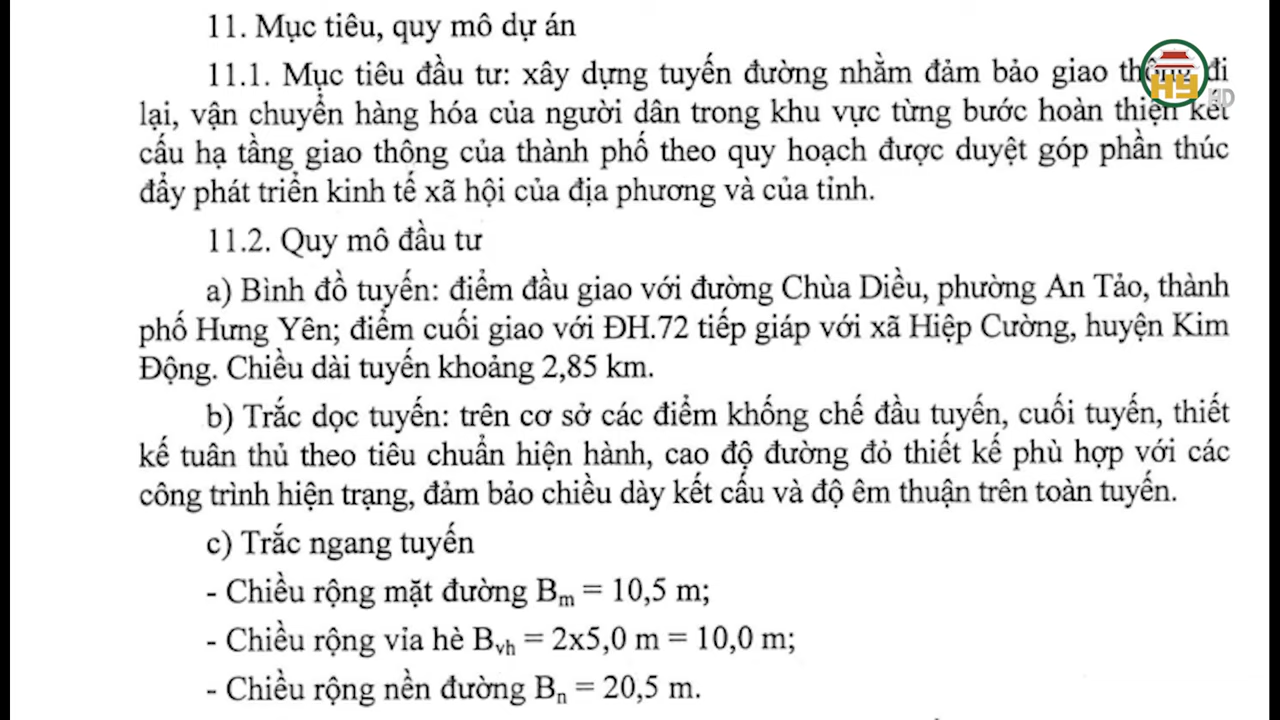 11. Mục tiêu, quy mô dự án
11.1. Mục tiêu đầu tư: xây dựng tuyến đường nhằm đảm bảo giao thông đi
lại, vận chuyển hàng hóa của người dân trong khu vực từng bước hoàn thiện kết
cấu hạ tầng giao thông của thành phố theo quy hoạch được duyệt góp phần thúc
đẩy phát triển kinh tế xã hội của địa phương và của tỉnh.
11.2. Quy mô đầu tư
a) Bình đồ tuyến: điểm đầu giao với đường Chùa Diều, phường An Tảo, thành
phố Hưng Yên; điểm cuối giao với ĐH.72 tiếp giáp với xã Hiệp Cường, huyện Kim
Động. Chiều dài tuyến khoảng 2,85 km.
b) Trắc dọc tuyến: trên cơ sở các điểm khống chế đầu tuyến, cuối tuyến, thiết
kế tuân thủ theo tiêu chuẩn hiện hành, cao độ đường đỏ thiết kế phù hợp với các
công trình hiện trạng, đảm bảo chiều dày kết cấu và độ êm thuận trên toàn tuyến.
c) Trắc ngang tuyến
- Chiều rộng mặt đường Bm = 10,5 m;
- Chiều rộng vỉa hè Bvh = 2x5,0 m = 10,0 m;
- Chiều rộng nền đường Bn = 20,5 m.
HY
HD